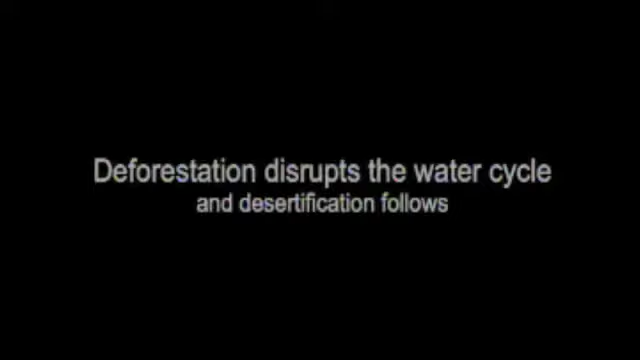 Deforestation disrupts the water cycle
and desertification follows